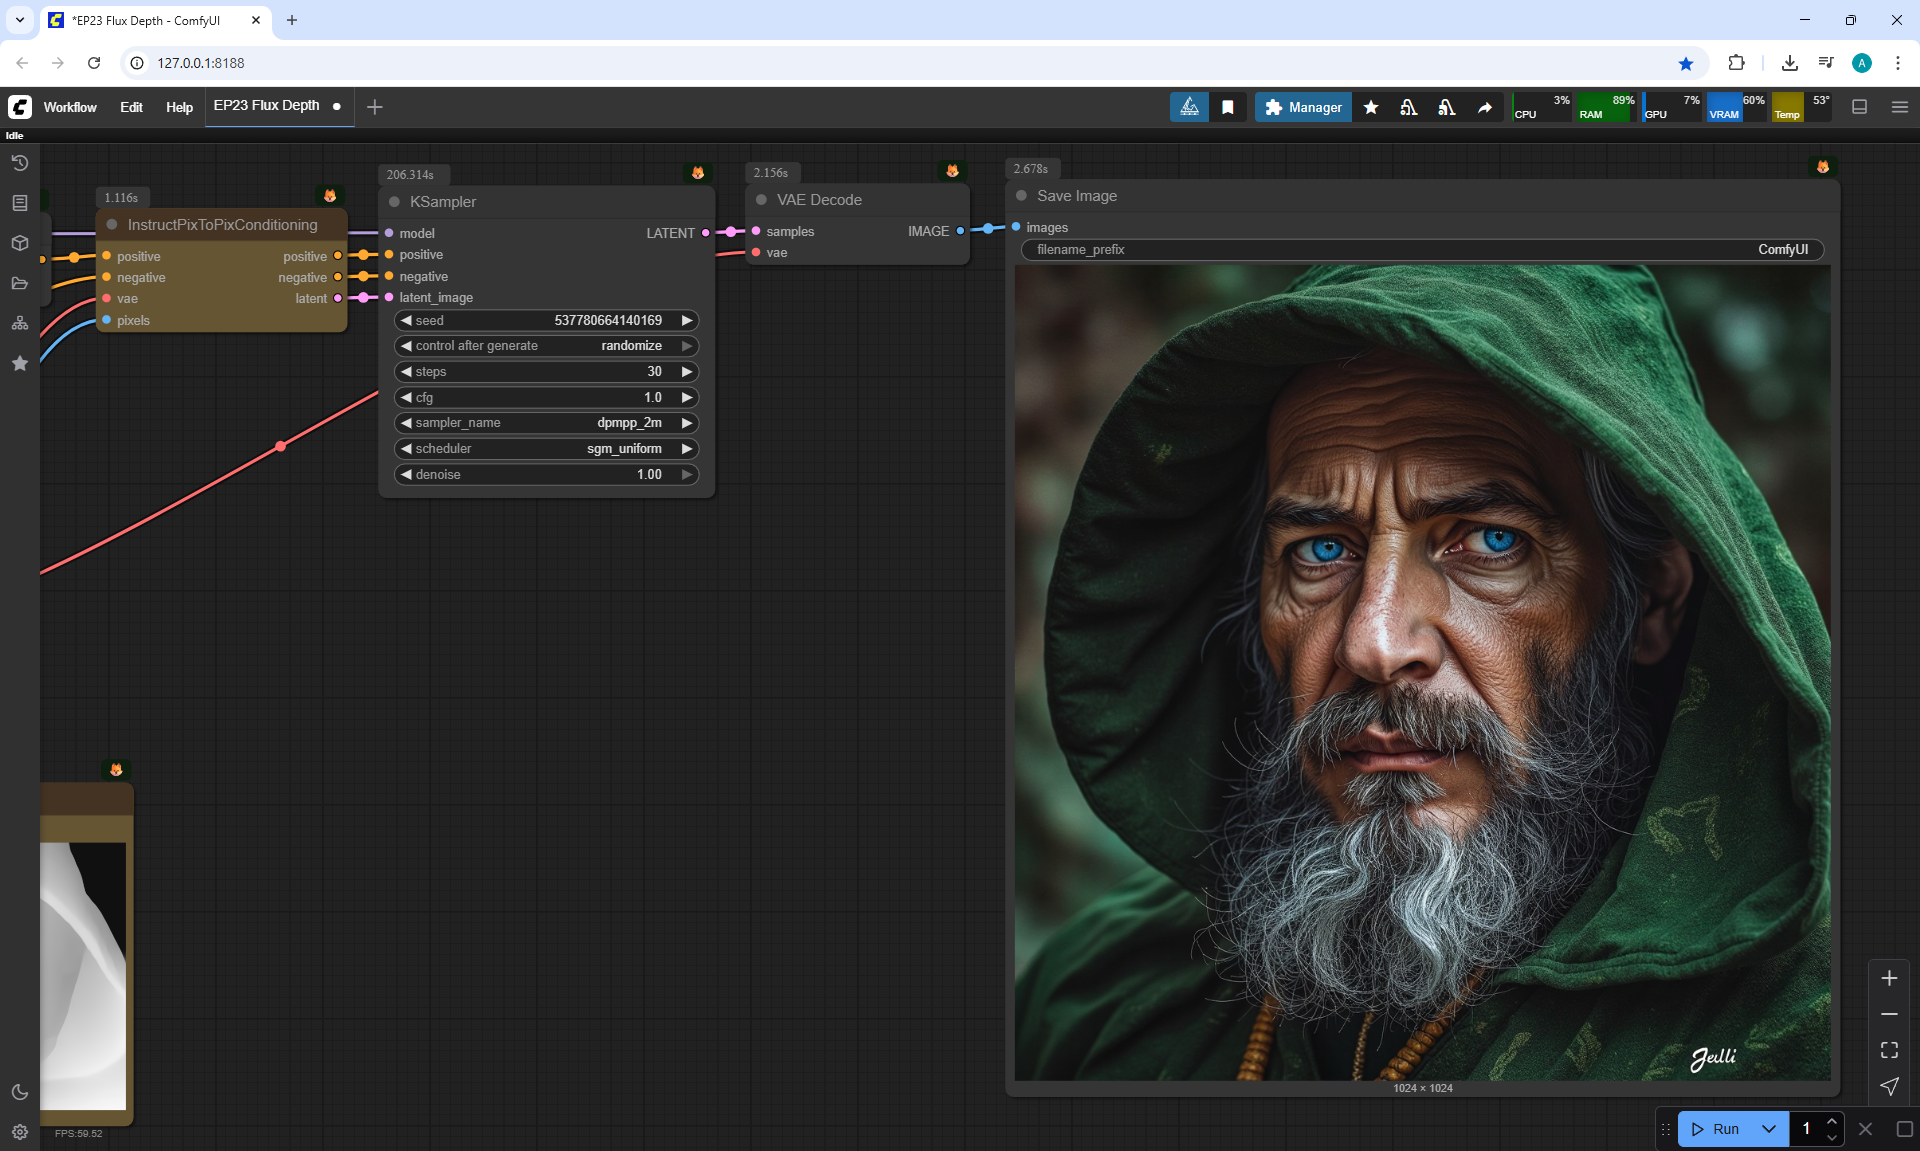 *EP23 Flux Depth - ComfyUI
127.0.0.1:8188
A
Workflow Edit Help EP23 Flux Depth
Manager
CPU 3%
RAM 89%
GPU 7%
VRAM 60%
Temp 53°
Idle
1.116s
InstructPixToPixConditioning
positive positive
negative negative
vae latent
pixels
206.314s
KSampler
model LATENT
positive
negative
latent_image
seed 537780664140169
control after generate randomize
steps 30
cfg 1.0
sampler_name dpmpp_2m
scheduler sgm_uniform
denoise 1.00
2.156s
VAE Decode
samples IMAGE
vae
2.678s
Save Image
images
filename_prefix ComfyUI
1024 × 1024
FPS:59.52
Run 1